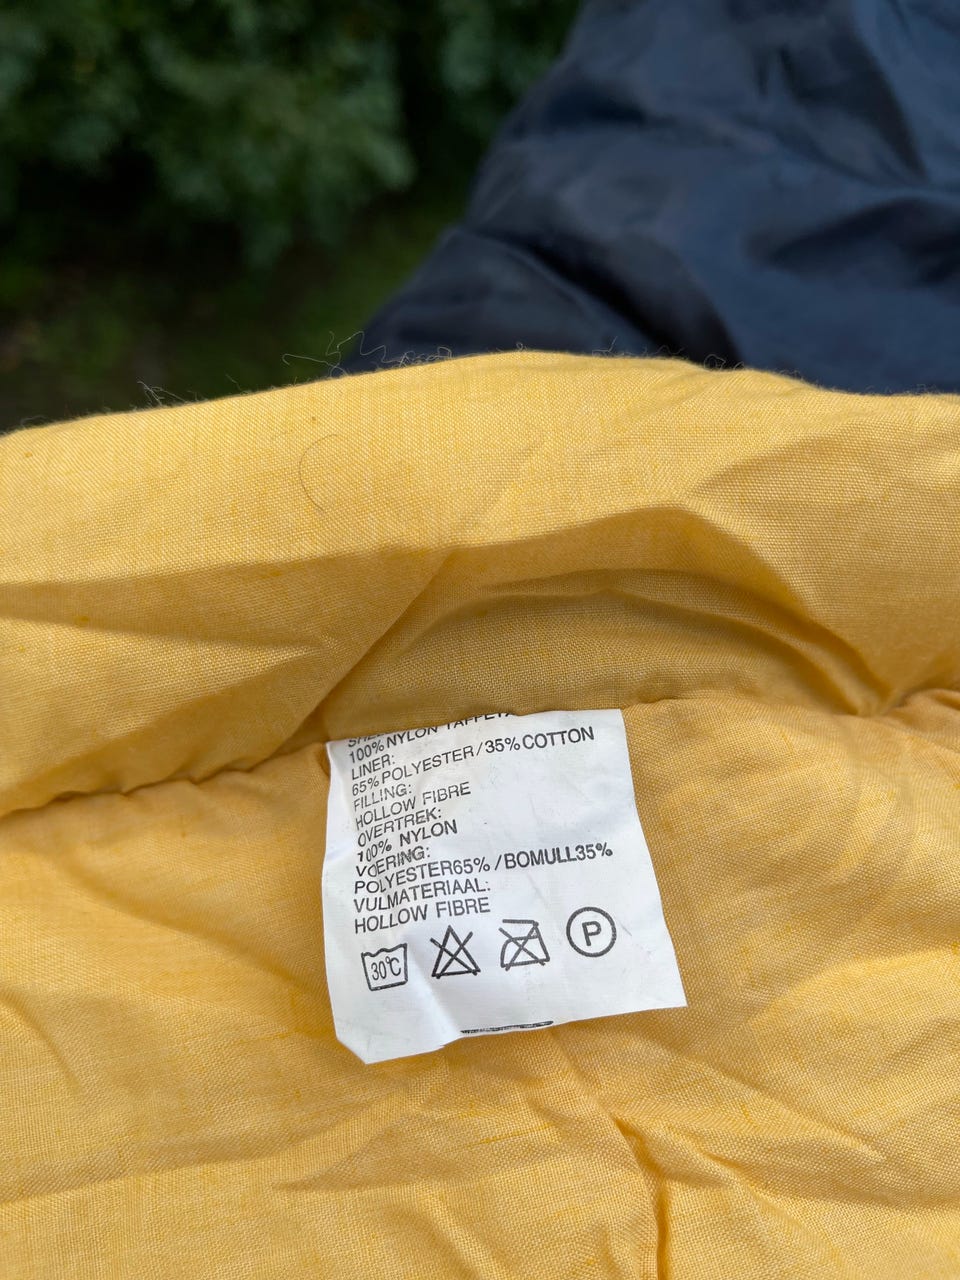 100% NYLON TAFFETA
LINER:
65% POLYESTER/35% COTTON
FILLING:
HOLLOW FIBRE
OVERTREK:
100% NYLON
VOERING:
POLYESTER65%/BOMULL35%
VULMATERIAAL:
HOLLOW FIBRE
30°C
P